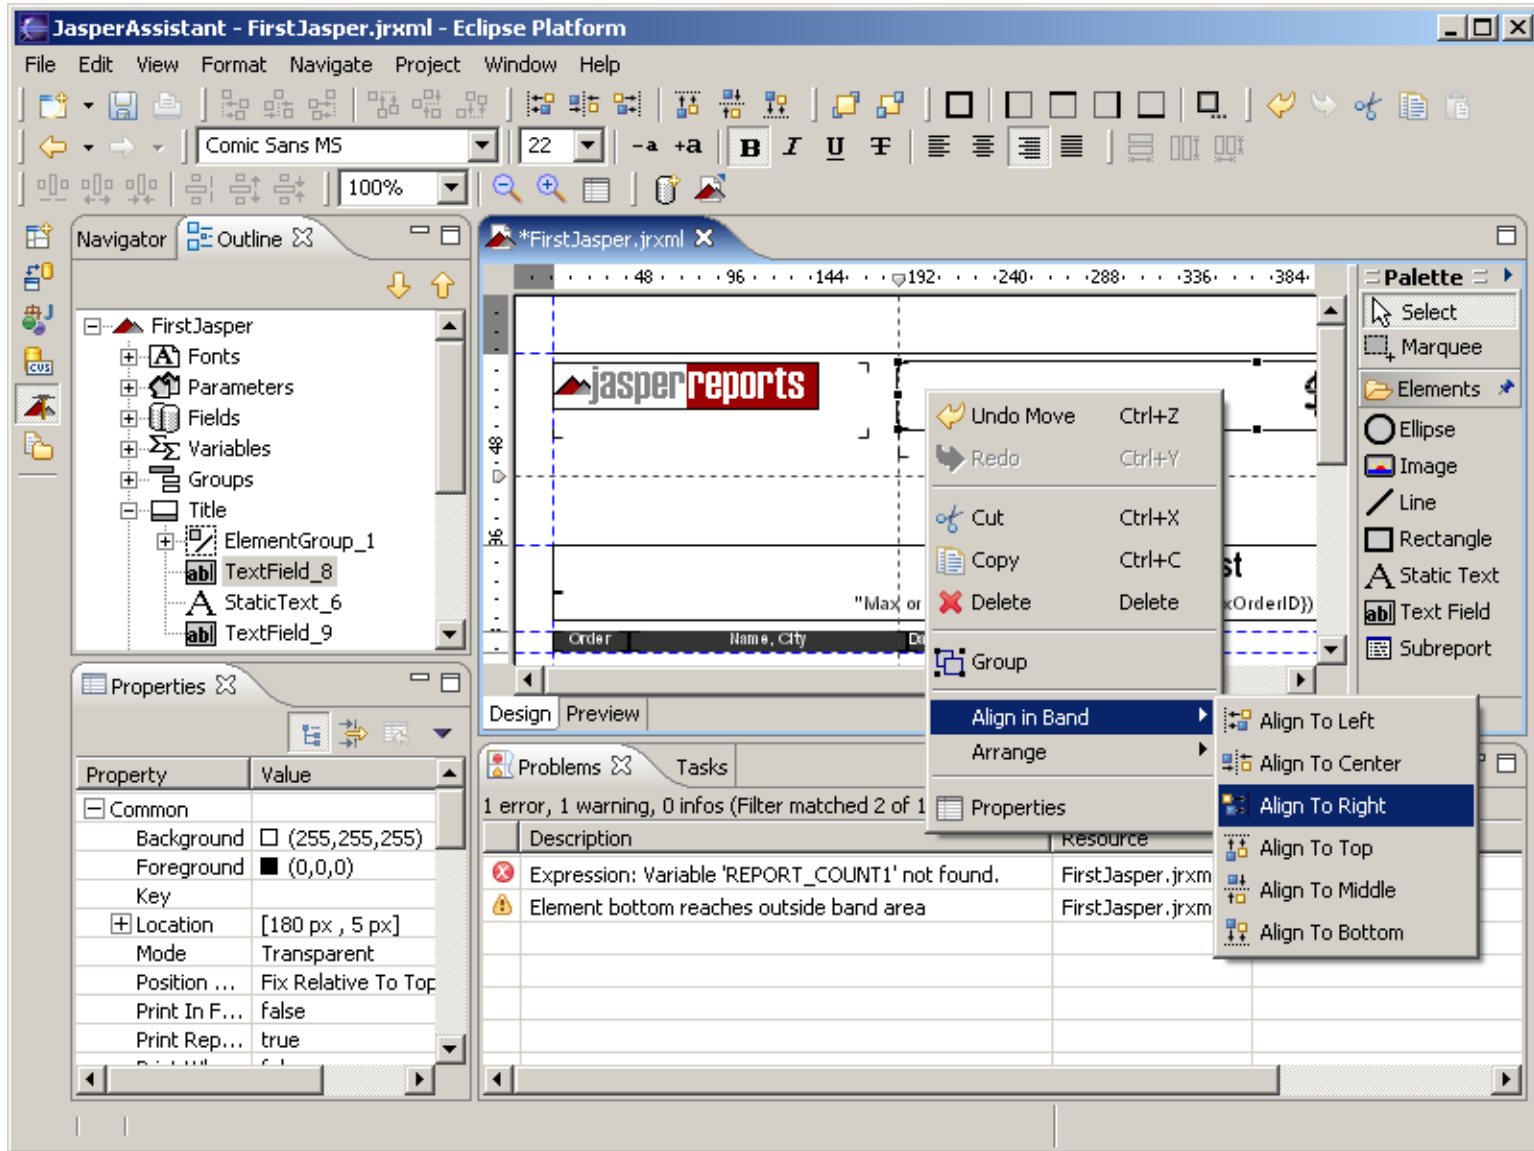 JasperAssistant - FirstJasper.jrxml - Eclipse Platform
File Edit View Format Navigate Project Window Help
Comic Sans MS 22 -a +a B I U T
100%
Navigator Outline
FirstJasper
Fonts
Parameters
Fields
Variables
Groups
Title
ElementGroup_1
TextField_8
StaticText_6
TextField_9
Properties
Property Value
Common
Background (255,255,255)
Foreground (0,0,0)
Key
Location [180 px , 5 px]
Mode Transparent
Position ... Fix Relative To Top
Print In F... false
Print Rep... true
*FirstJasper.jrxml
48 96 144 192 240 288 336 384
48
96
jasperreports
$
st
"Max or
xOrderID})
Order Name, City Da
Design Preview
Undo Move Ctrl+Z
Redo Ctrl+Y
Cut Ctrl+X
Copy Ctrl+C
Delete Delete
Group
Align in Band
Arrange
Properties
Align To Left
Align To Center
Align To Right
Align To Top
Align To Middle
Align To Bottom
Palette
Select
Marquee
Elements
Ellipse
Image
Line
Rectangle
Static Text
Text Field
Subreport
Problems Tasks
1 error, 1 warning, 0 infos (Filter matched 2 of 1
Description Resource
Expression: Variable 'REPORT_COUNT1' not found. FirstJasper.jrxm
Element bottom reaches outside band area FirstJasper.jrxm